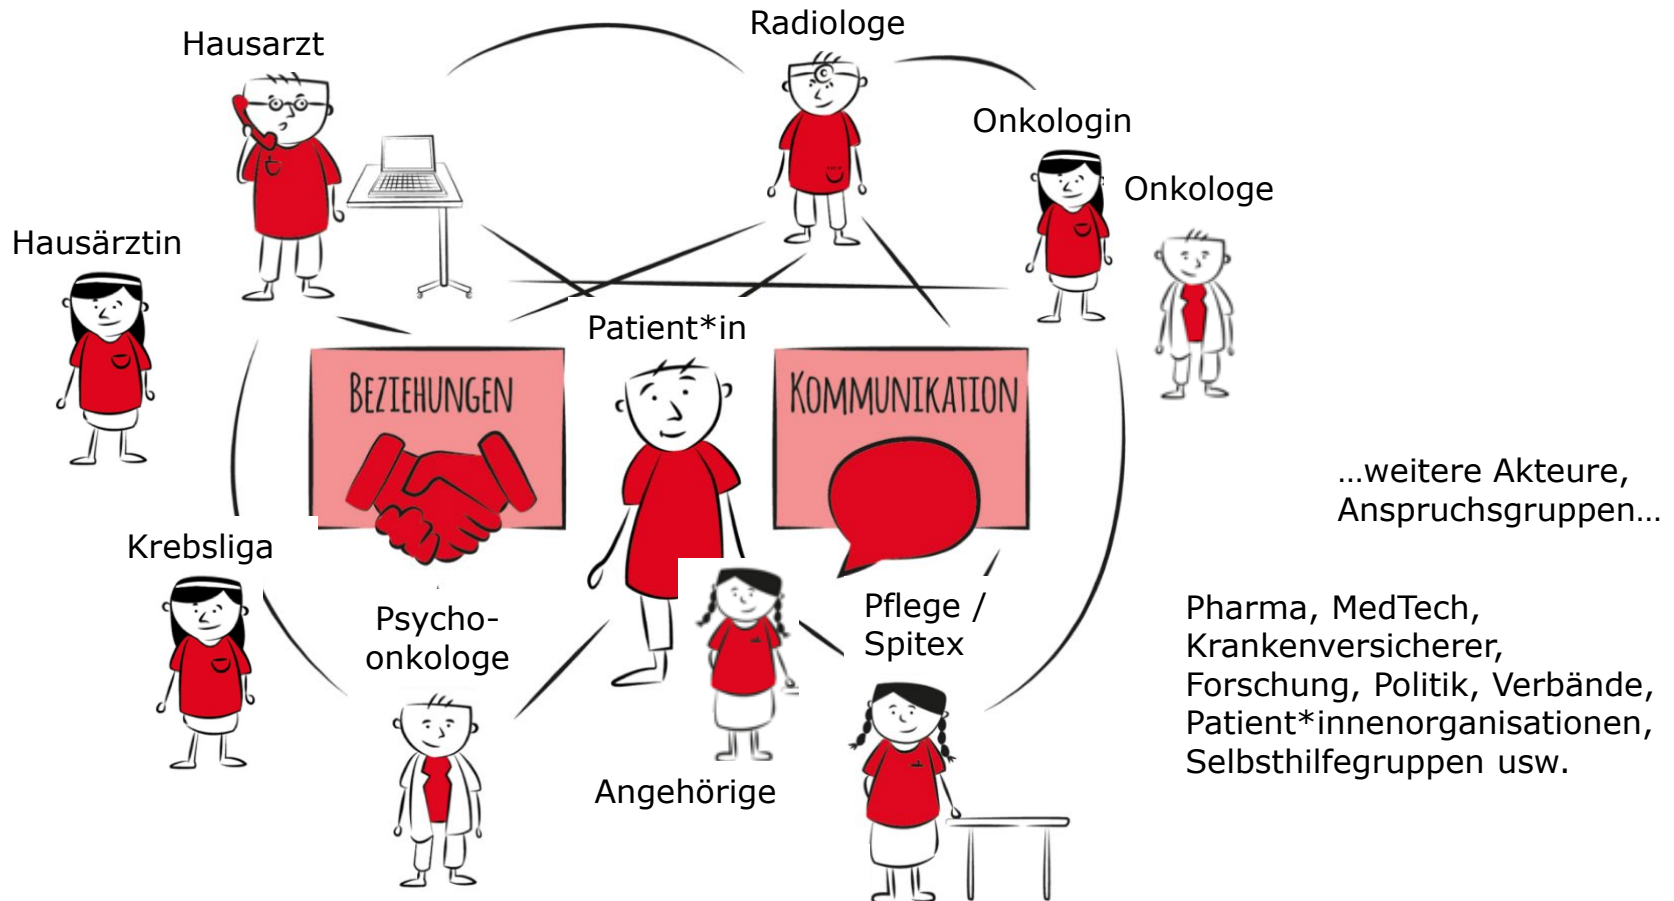 Radiologe
Hausarzt
Onkologin
Onkologe
Hausärztin
Patient*in
BEZIEHUNGEN
KOMMUNIKATION
…weitere Akteure,
Anspruchsgruppen…
Krebsliga
Psycho-
onkologe
Pflege /
Spitex
Angehörige
Pharma, MedTech,
Krankenversicherer,
Forschung, Politik, Verbände,
Patient*innenorganisationen,
Selbsthilfegruppen usw.